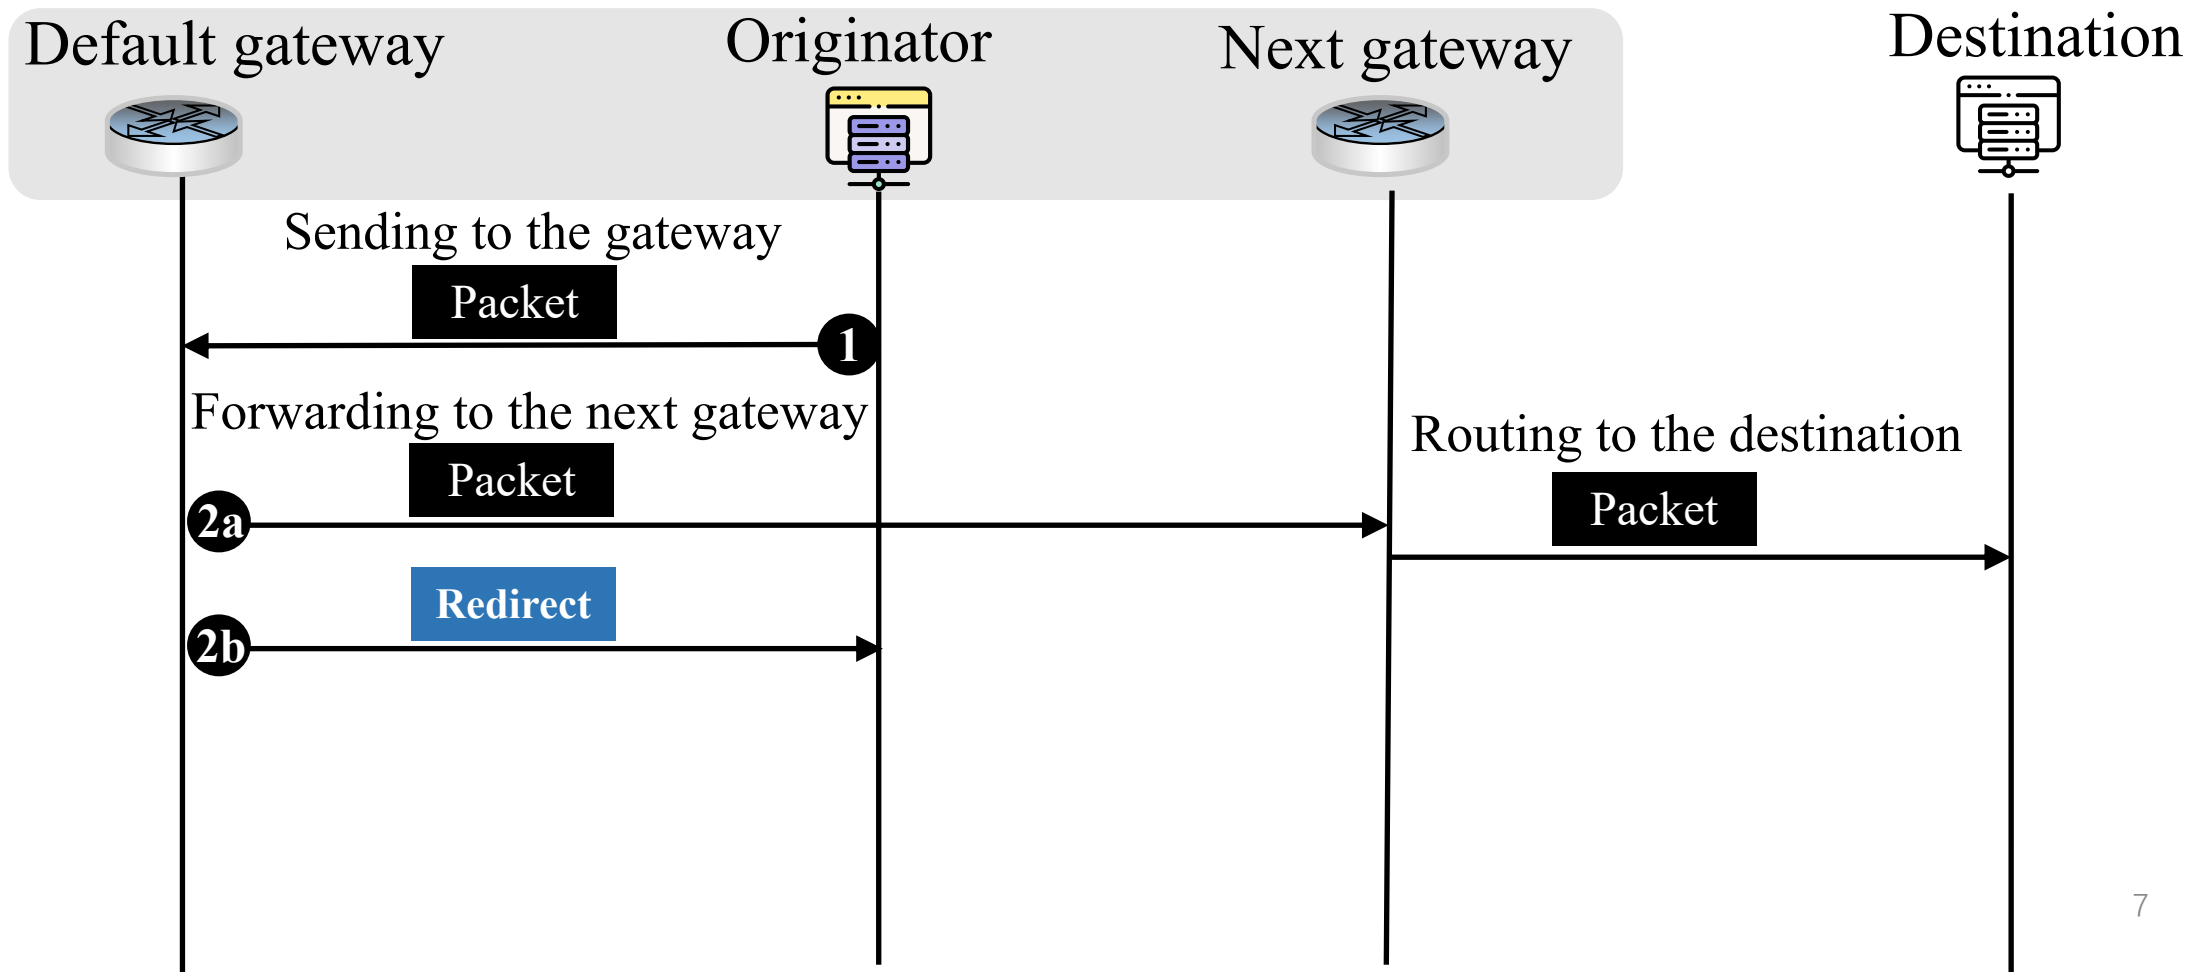 Default gateway
Originator
Next gateway
Destination
Sending to the gateway
Packet
1
Forwarding to the next gateway
Packet
Routing to the destination
Packet
2a
Redirect
2b
7